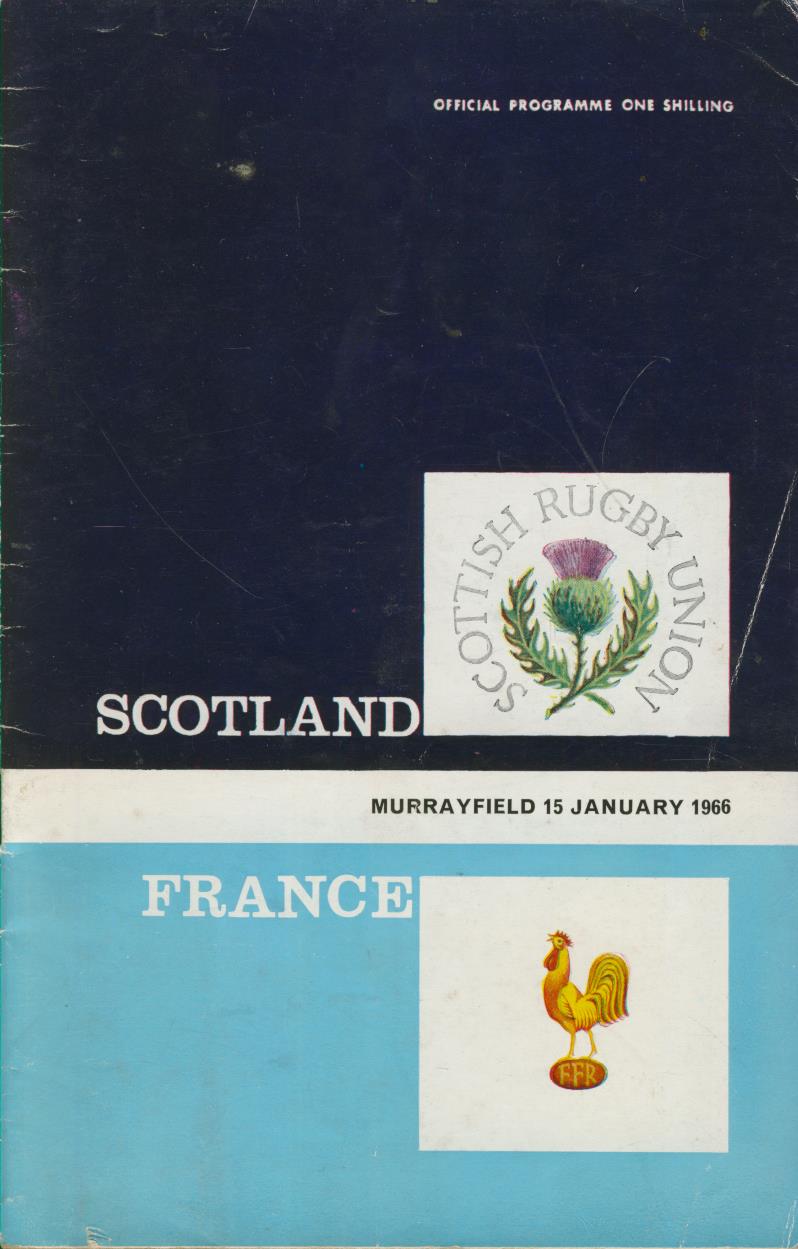 OFFICIAL PROGRAMME ONE SHILLING
SCOTTISH RUGBY UNION
SCOTLAND
MURRAYFIELD 15 JANUARY 1966
FRANCE
FFR